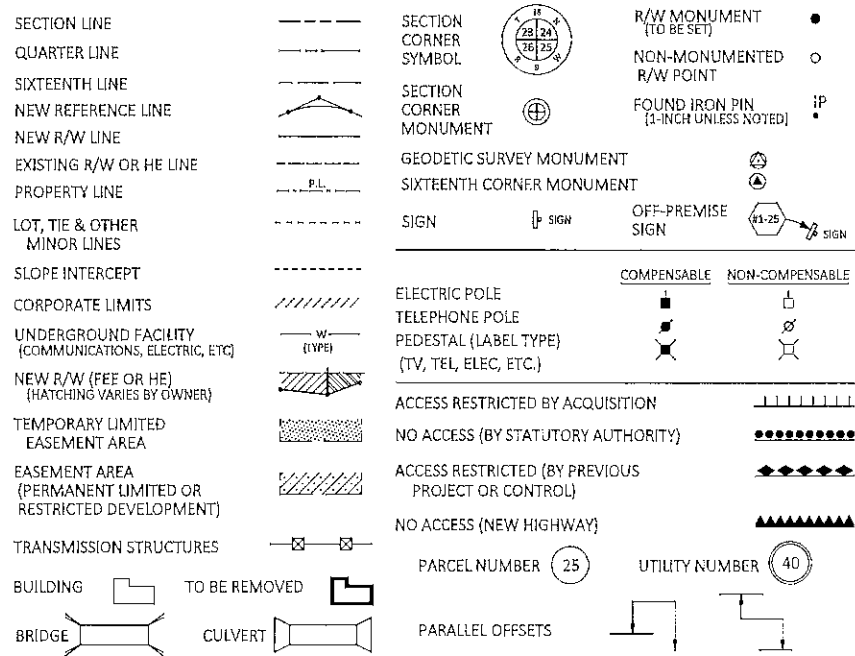 SECTION LINE
QUARTER LINE
SIXTEENTH LINE
NEW REFERENCE LINE
NEW R/W LINE
EXISTING R/W OR HE LINE
PROPERTY LINE
P.L.
LOT, TIE & OTHER
MINOR LINES
SLOPE INTERCEPT
CORPORATE LIMITS
UNDERGROUND FACILITY
(COMMUNICATIONS, ELECTRIC, ETC)
W
(TYPE)
NEW R/W (FEE OR HE)
(HATCHING VARIES BY OWNER)
TEMPORARY LIMITED
EASEMENT AREA
EASEMENT AREA
(PERMANENT LIMITED OR
RESTRICTED DEVELOPMENT)
TRANSMISSION STRUCTURES
BUILDING
TO BE REMOVED
BRIDGE
CULVERT
SECTION
CORNER
SYMBOL
T 16 N
23 24
26 25
R 9 W
SECTION
CORNER
MONUMENT
R/W MONUMENT
(TO BE SET)
NON-MONUMENTED
R/W POINT
FOUND IRON PIN
(1-INCH UNLESS NOTED)
IP
GEODETIC SURVEY MONUMENT
SIXTEENTH CORNER MONUMENT
SIGN
SIGN
OFF-PREMISE
SIGN
#1-25
SIGN
COMPENSABLE
NON-COMPENSABLE
ELECTRIC POLE
TELEPHONE POLE
PEDESTAL (LABEL TYPE)
(TV, TEL, ELEC, ETC.)
ACCESS RESTRICTED BY ACQUISITION
NO ACCESS (BY STATUTORY AUTHORITY)
ACCESS RESTRICTED (BY PREVIOUS
PROJECT OR CONTROL)
NO ACCESS (NEW HIGHWAY)
PARCEL NUMBER
25
UTILITY NUMBER
40
PARALLEL OFFSETS